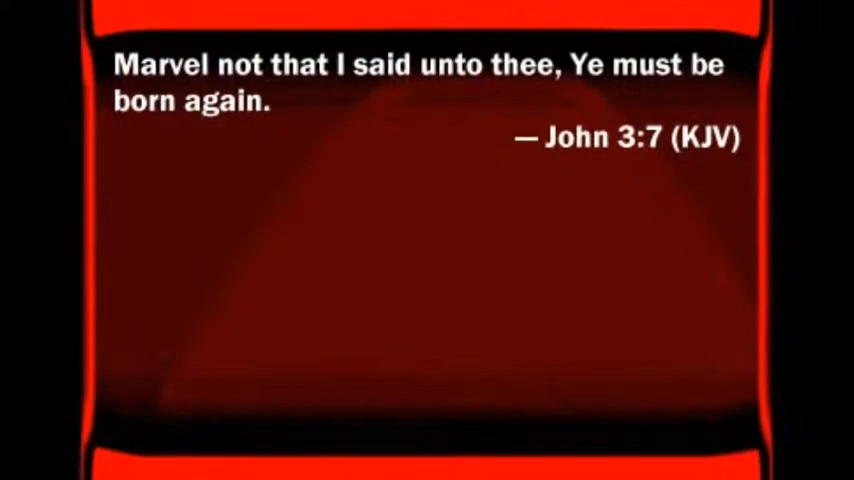 Marvel not that I said unto thee, Ye must be
born again.
— John 3:7 (KJV)